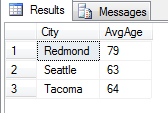 Results Messages
City AvgAge
1 Redmond 79
2 Seattle 63
3 Tacoma 64